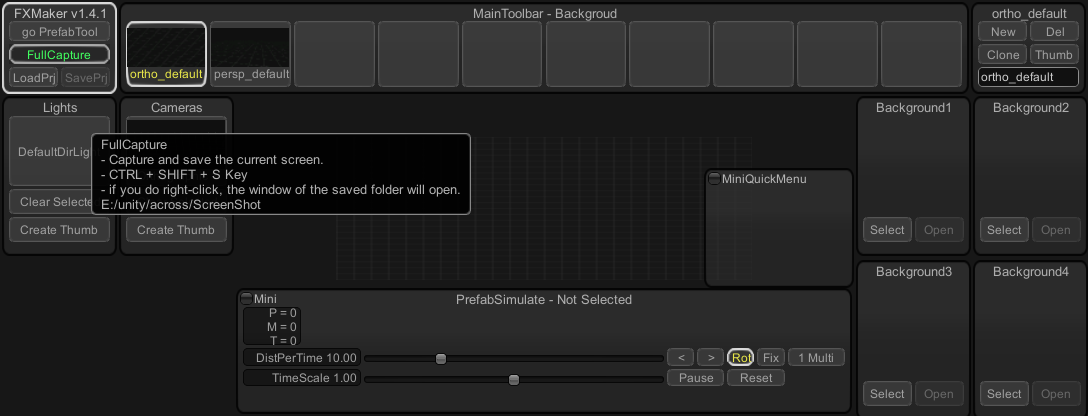 FXMaker v1.4.1
go PrefabTool
FullCapture
LoadPrj
SavePrj
MainToolbar - Backgroud
ortho_default
persp_default
ortho_default
New
Del
Clone
Thumb
ortho_default
Lights
DefaultDirLigh
Clear Selecte
Create Thumb
Cameras
Create Thumb
FullCapture
- Capture and save the current screen.
- CTRL + SHIFT + S Key
- if you do right-click, the window of the saved folder will open.
E:/unity/across/ScreenShot
MiniQuickMenu
Background1
Select
Open
Background2
Select
Open
Background3
Select
Open
Background4
Select
Open
Mini
PrefabSimulate - Not Selected
P = 0
M = 0
T = 0
DistPerTime 10.00
<
>
Rot
Fix
1 Multi
TimeScale 1.00
Pause
Reset